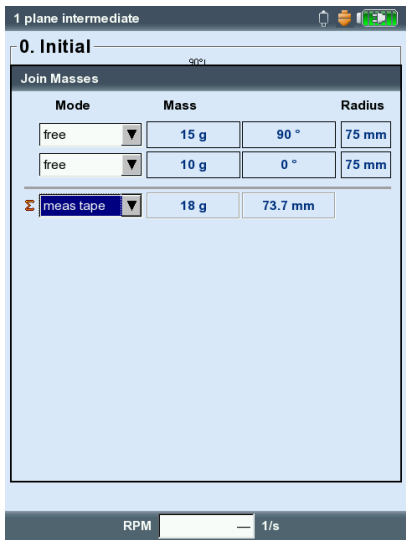 1 plane intermediate
0. Initial
90°
Join Masses
Mode Mass Radius
free 15 g 90 ° 75 mm
free 10 g 0 ° 75 mm
Σ meas tape 18 g 73.7 mm
RPM — 1/s